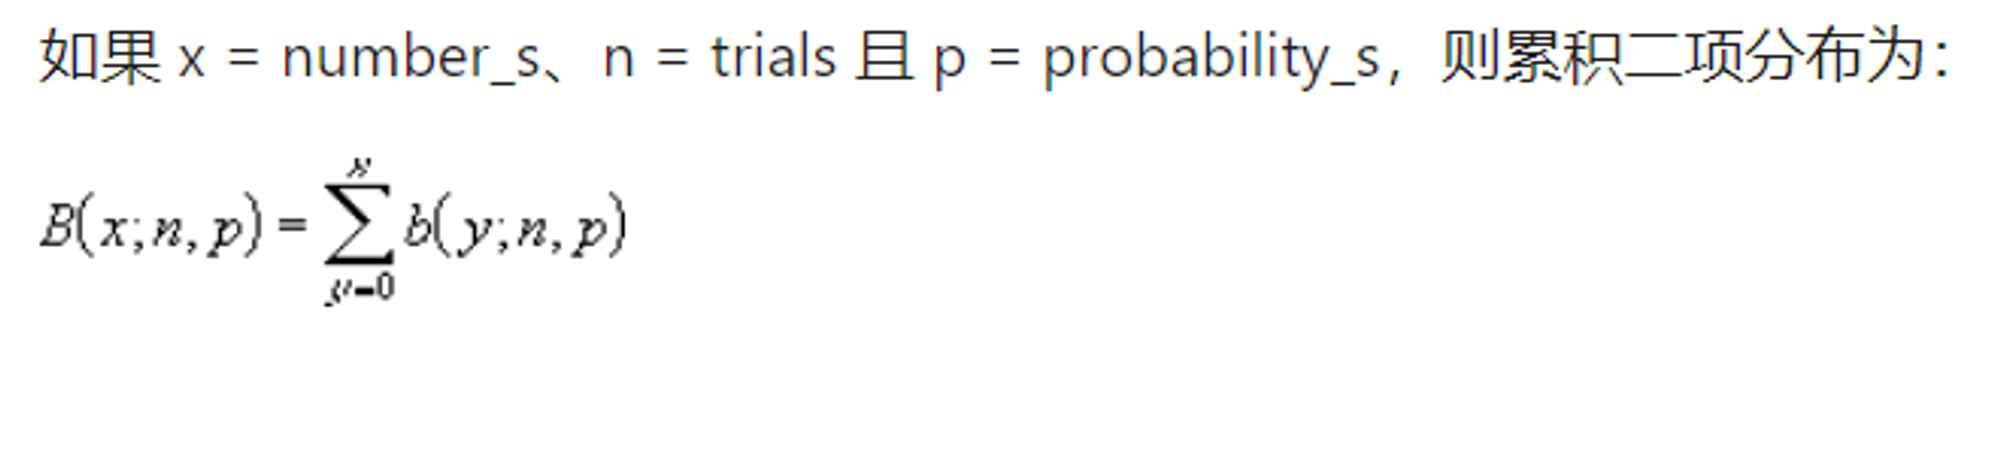 如果 x = number_s、n = trials 且 p = probability_s，则累积二项分布为：
B(x;n,p) = ∑_{y=0}^{x} b(y;n,p)